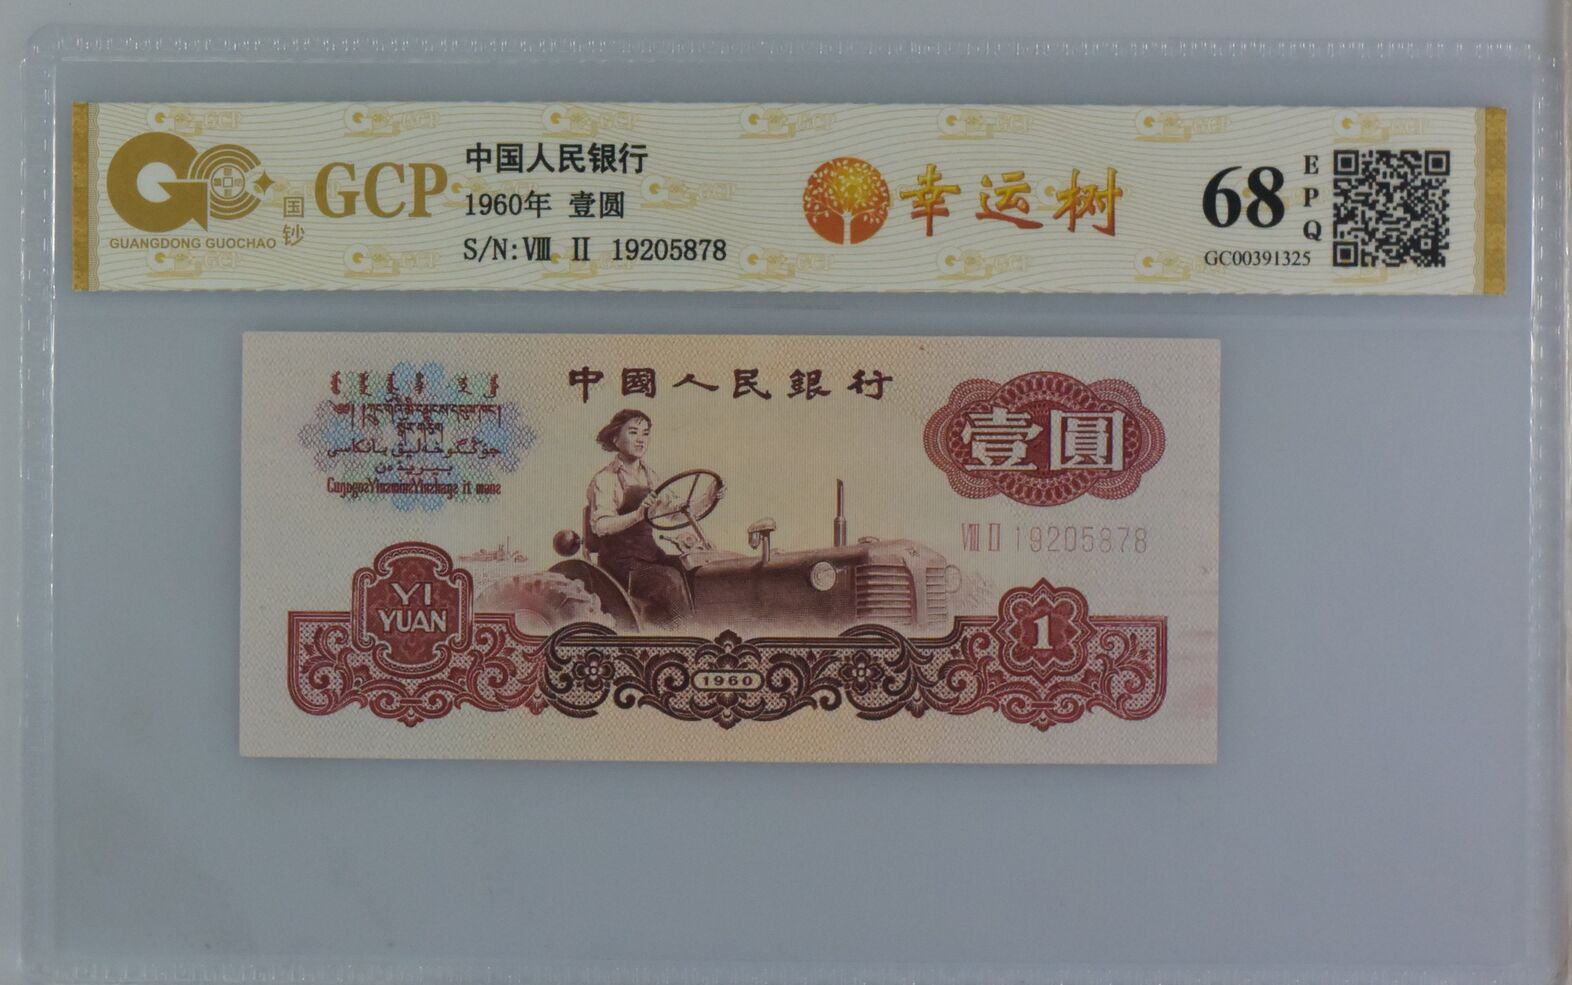 GCP
国钞
GUANGDONG GUOCHAO
中国人民银行
1960年 壹圆
S/N:Ⅷ Ⅱ 19205878
幸运树
68
EPQ
GC00391325
中國人民銀行
壹圓
Ⅷ Ⅱ 19205878
YI
YUAN
1960
1